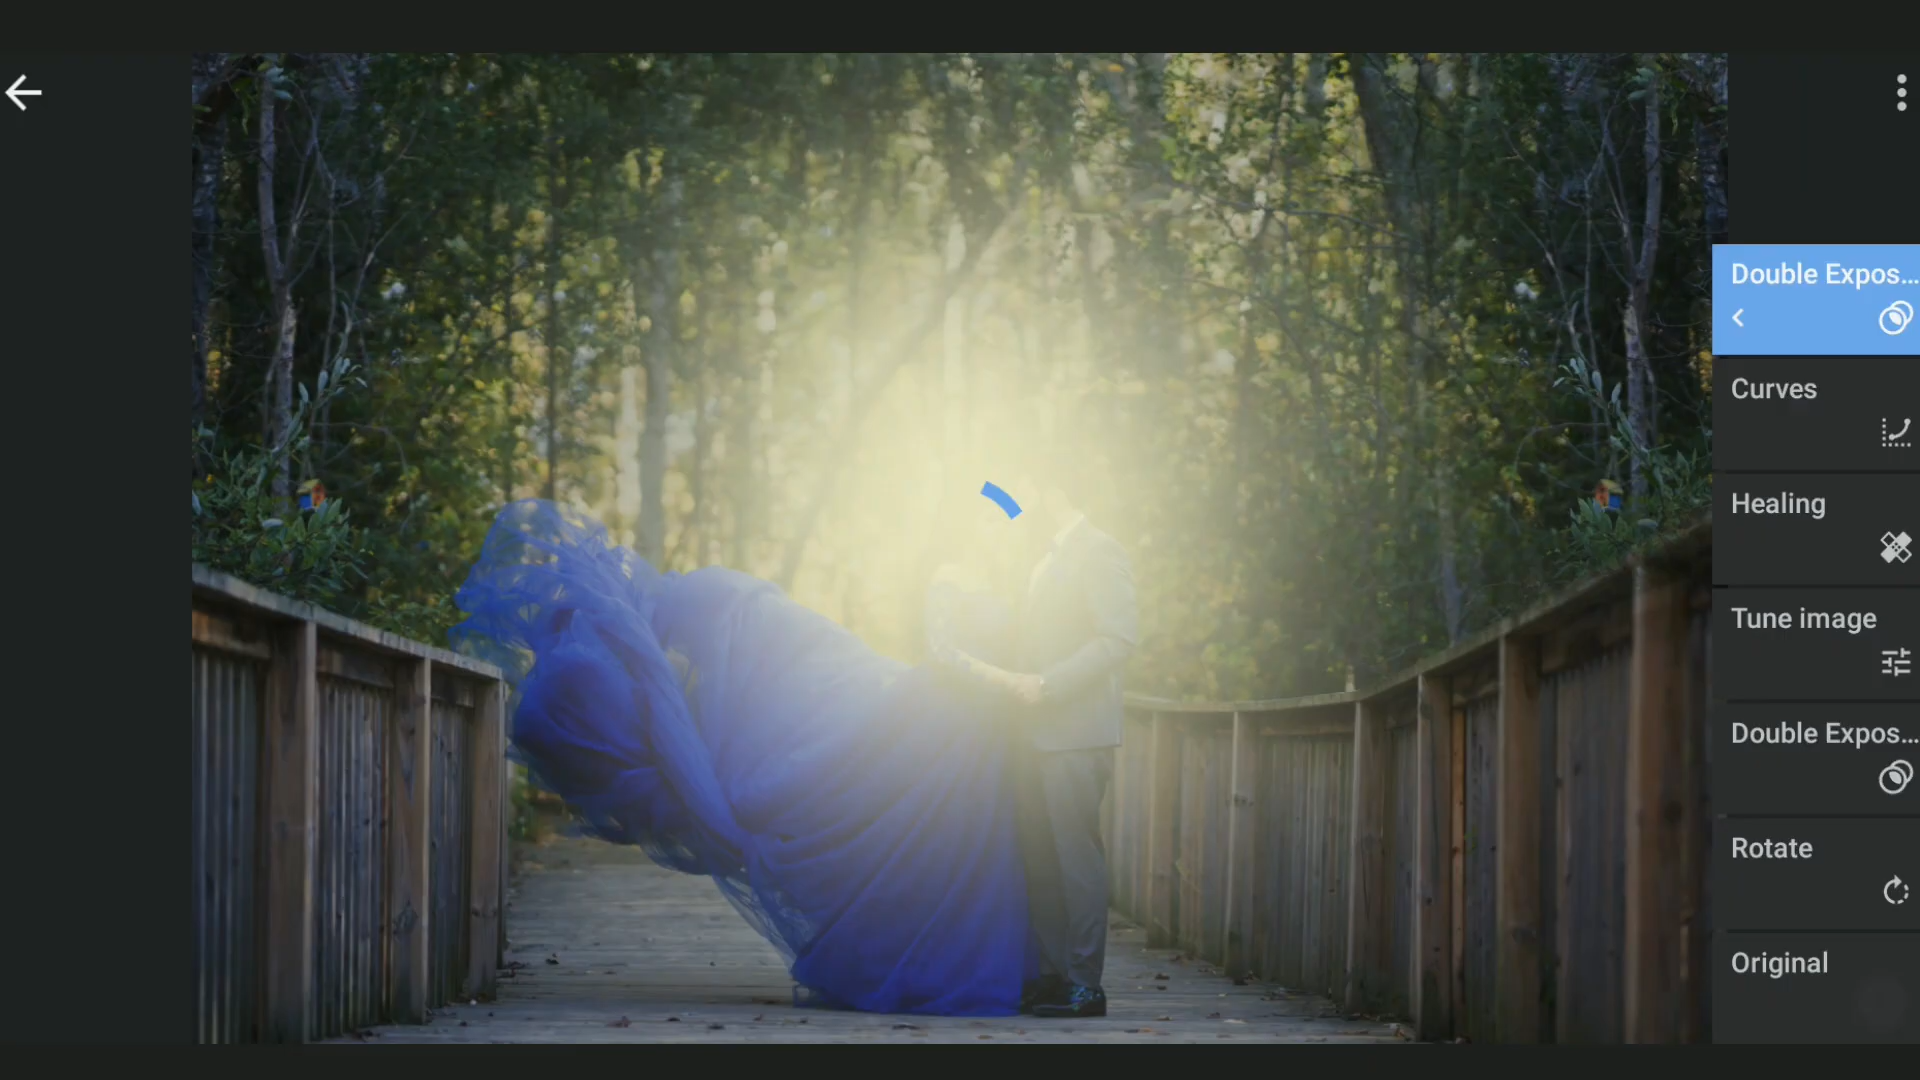 Double Expos...
Curves
Healing
Tune image
Double Expos...
Rotate
Original